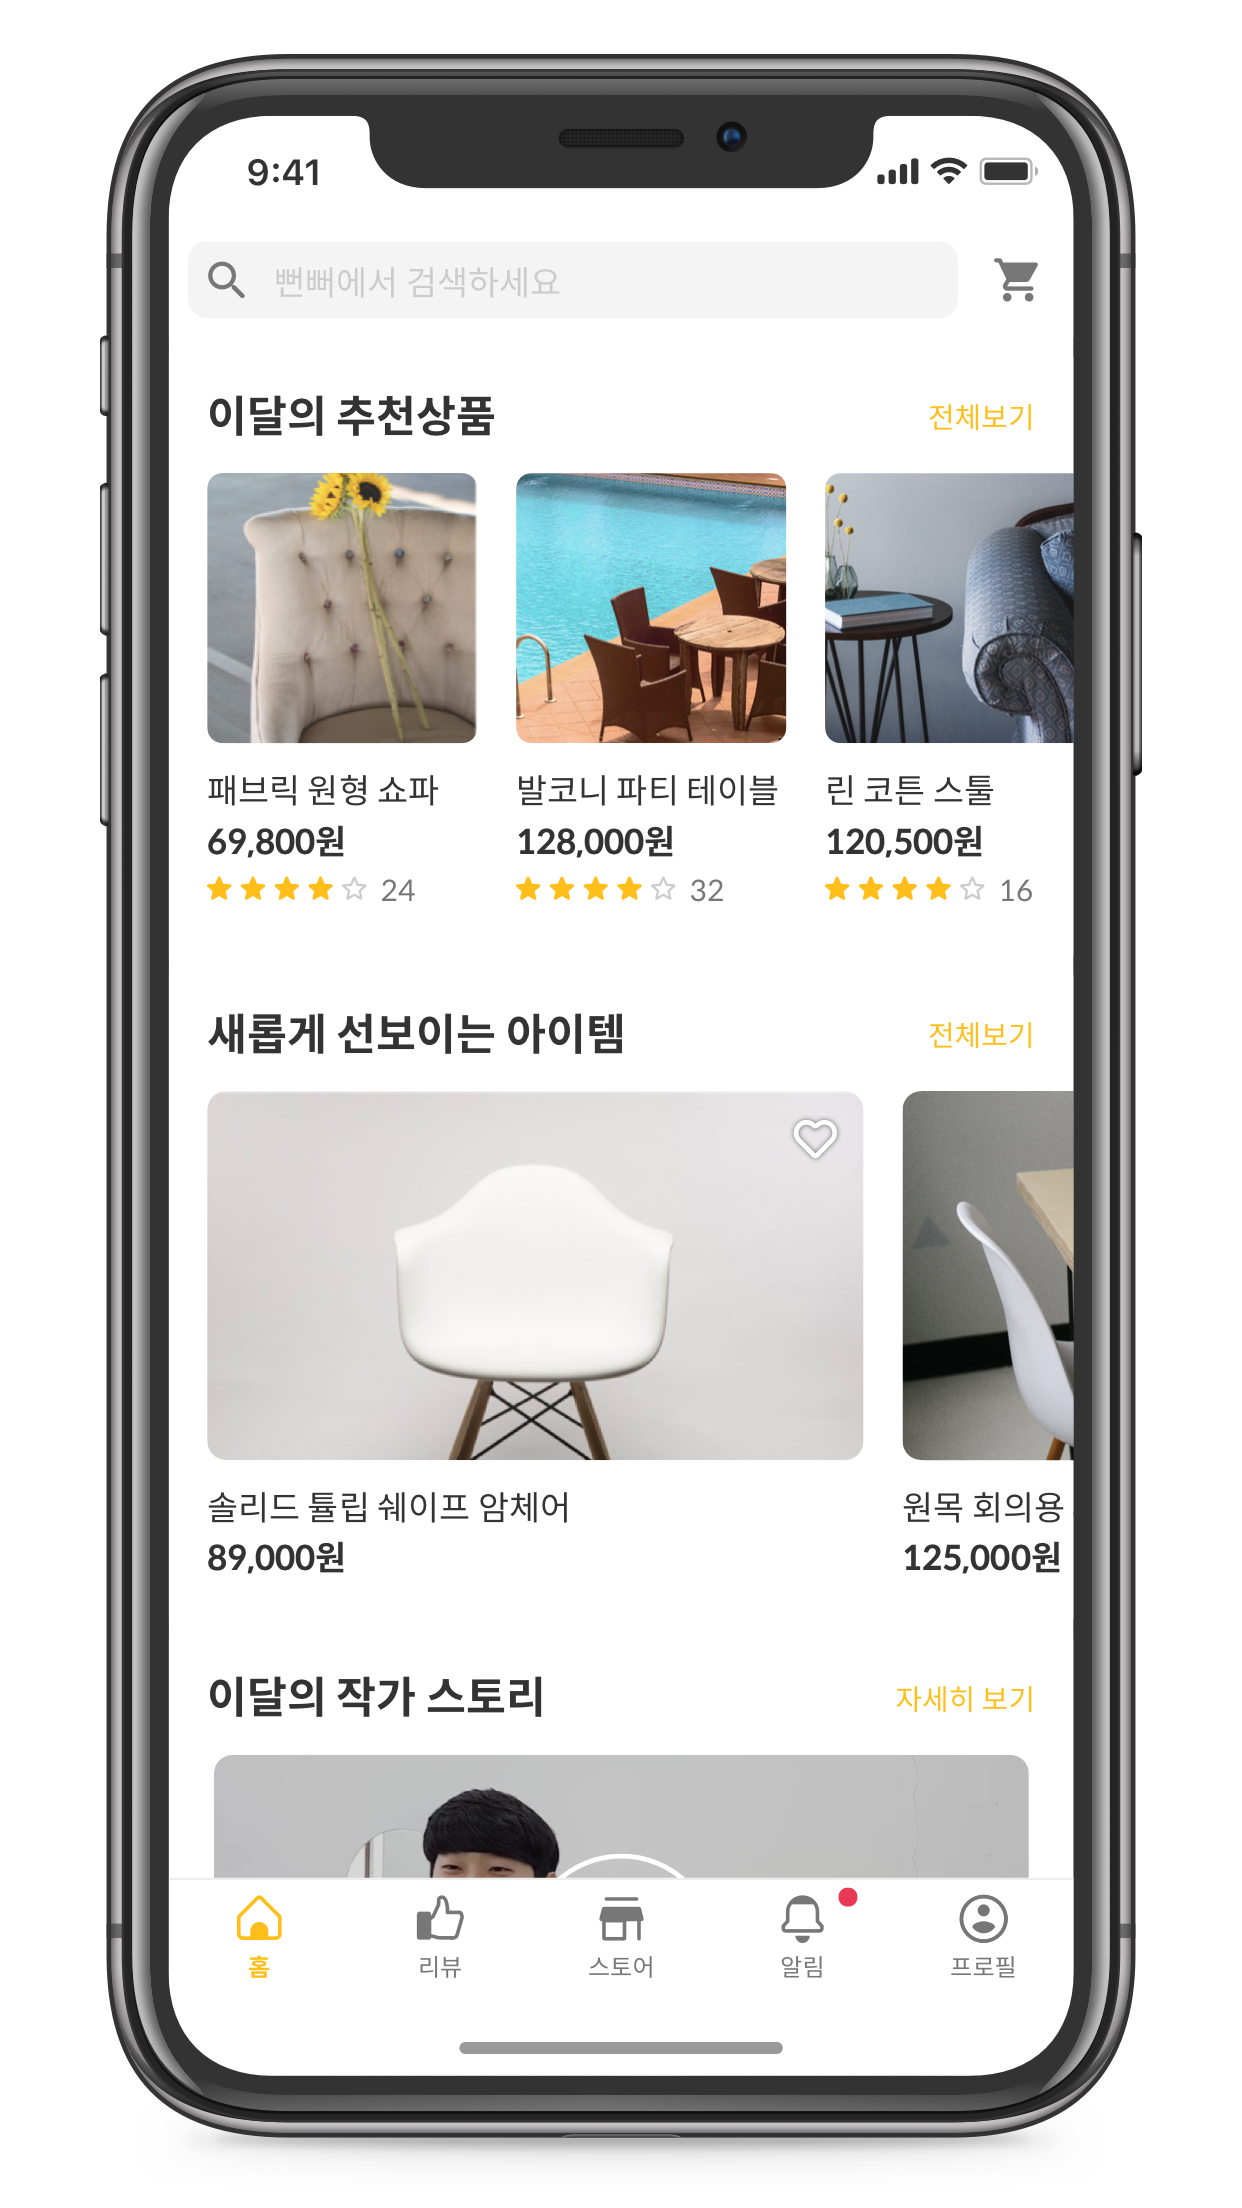 9:41
뻔뻐에서 검색하세요
이달의 추천상품
전체보기
패브릭 원형 쇼파
69,800원
24
발코니 파티 테이블
128,000원
32
린 코튼 스툴
120,500원
16
새롭게 선보이는 아이템
전체보기
솔리드 튤립 쉐이프 암체어
89,000원
원목 회의용
125,000원
이달의 작가 스토리
자세히 보기
홈
리뷰
스토어
알림
프로필